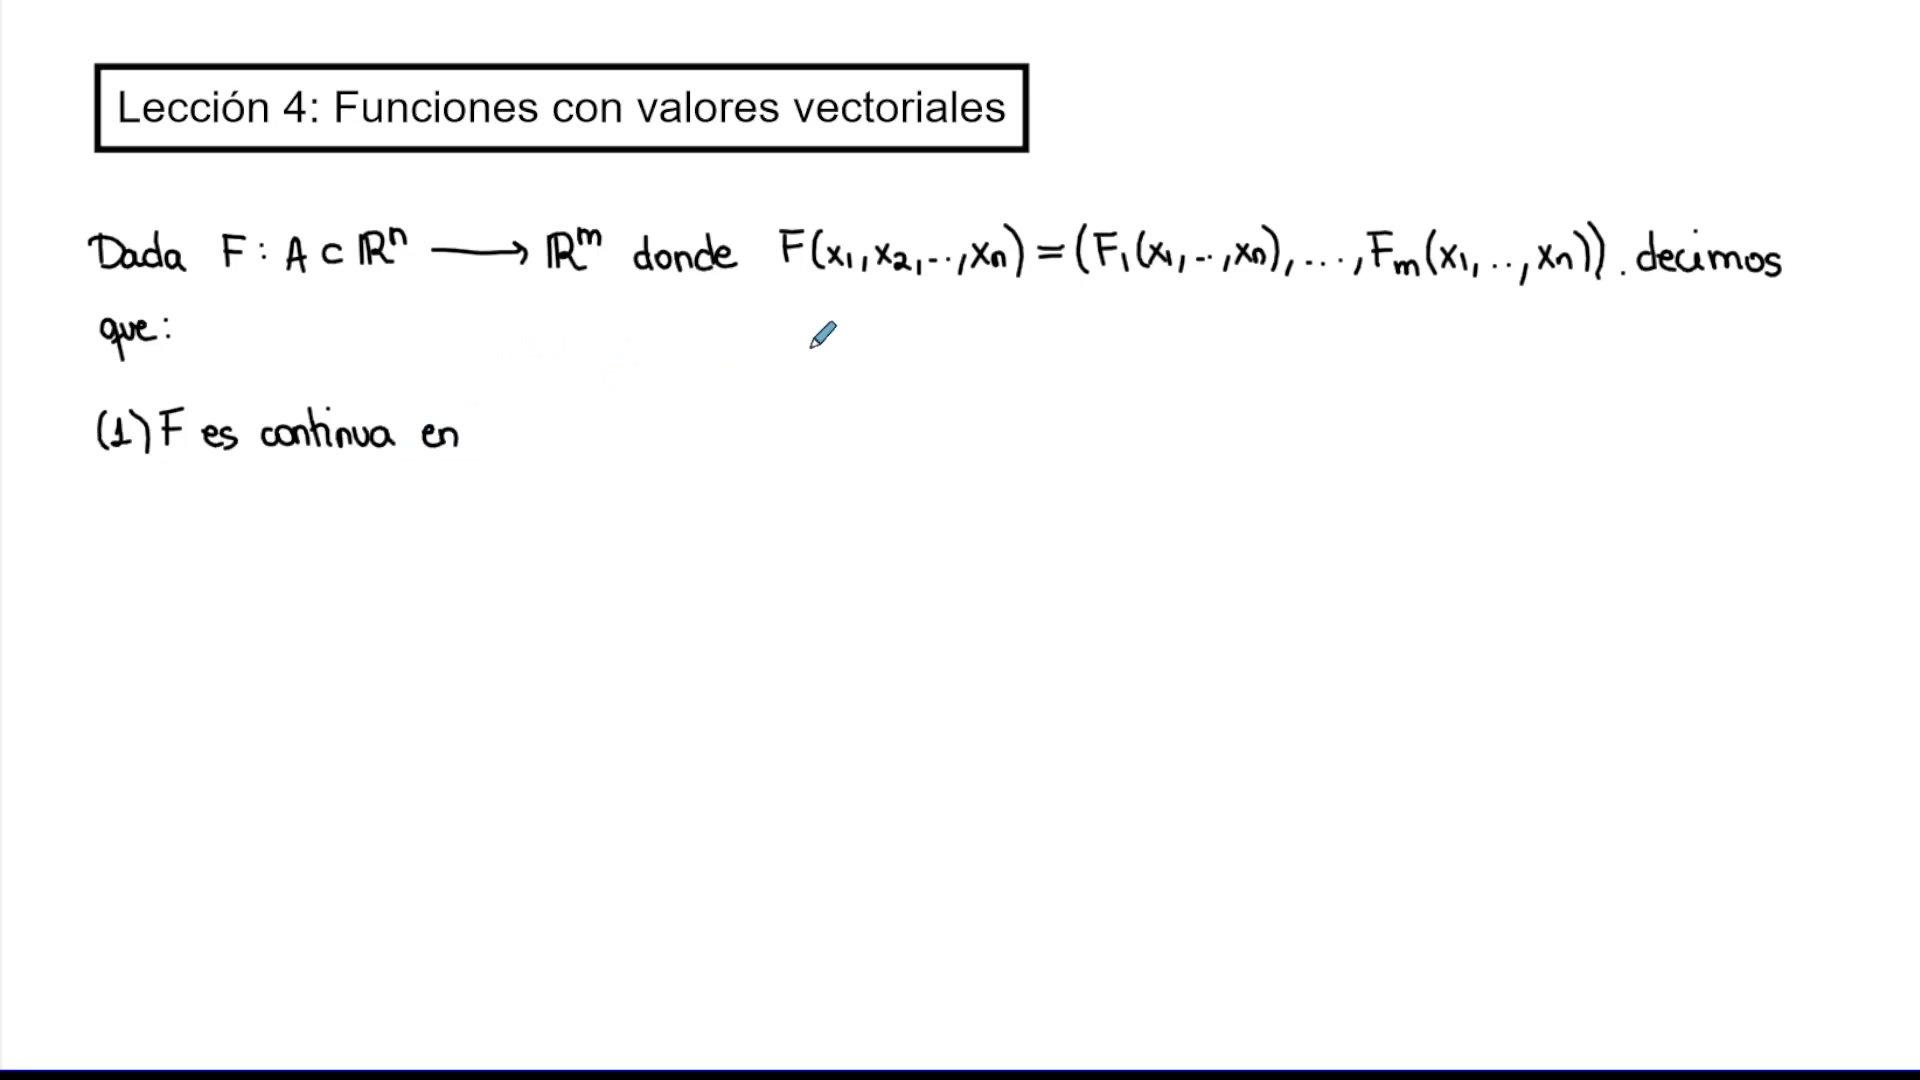 Lección 4: Funciones con valores vectoriales
Dada F : A ⊂ ℝⁿ ⟶ ℝᵐ donde F(x₁,x₂,..,xₙ)=(F₁(x₁,..,xₙ),...,Fₘ(x₁,..,xₙ)). decimos
que:
(1) F es continua en